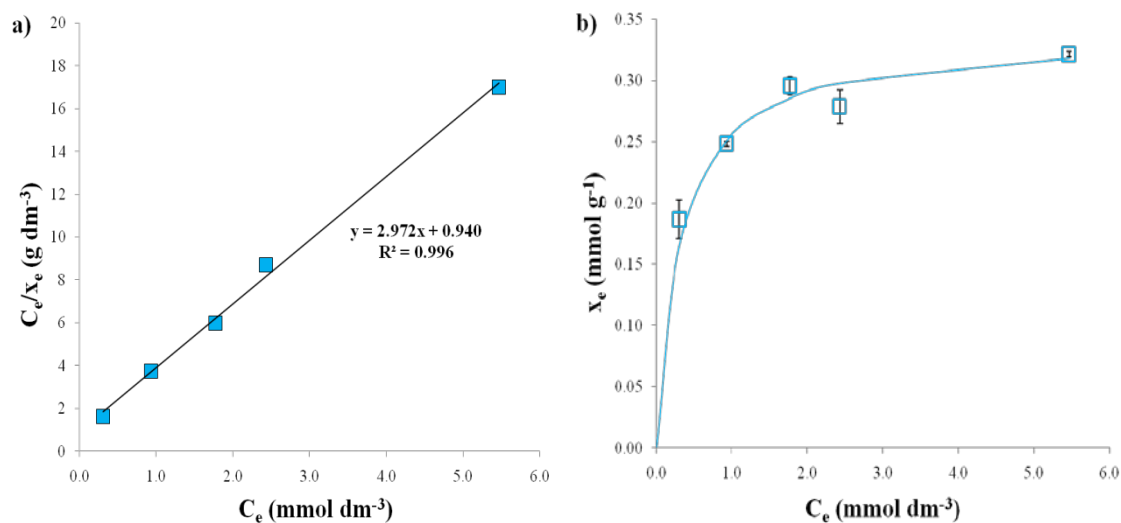 a)
20
18
16
14
12
10
8
6
4
2
0
0.0 1.0 2.0 3.0 4.0 5.0 6.0
Cₑ/xₑ (g dm⁻³)
Cₑ (mmol dm⁻³)
y = 2.972x + 0.940
R² = 0.996
b)
0.35
0.30
0.25
0.20
0.15
0.10
0.05
0.00
0.0 1.0 2.0 3.0 4.0 5.0 6.0
xₑ (mmol g⁻¹)
Cₑ (mmol dm⁻³)